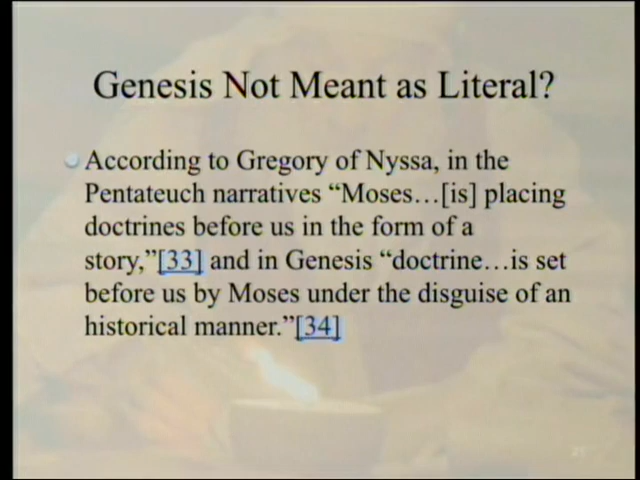 Genesis Not Meant as Literal?
According to Gregory of Nyssa, in the
Pentateuch narratives “Moses…[is] placing
doctrines before us in the form of a
story,”[33] and in Genesis “doctrine…is set
before us by Moses under the disguise of an
historical manner.”[34]